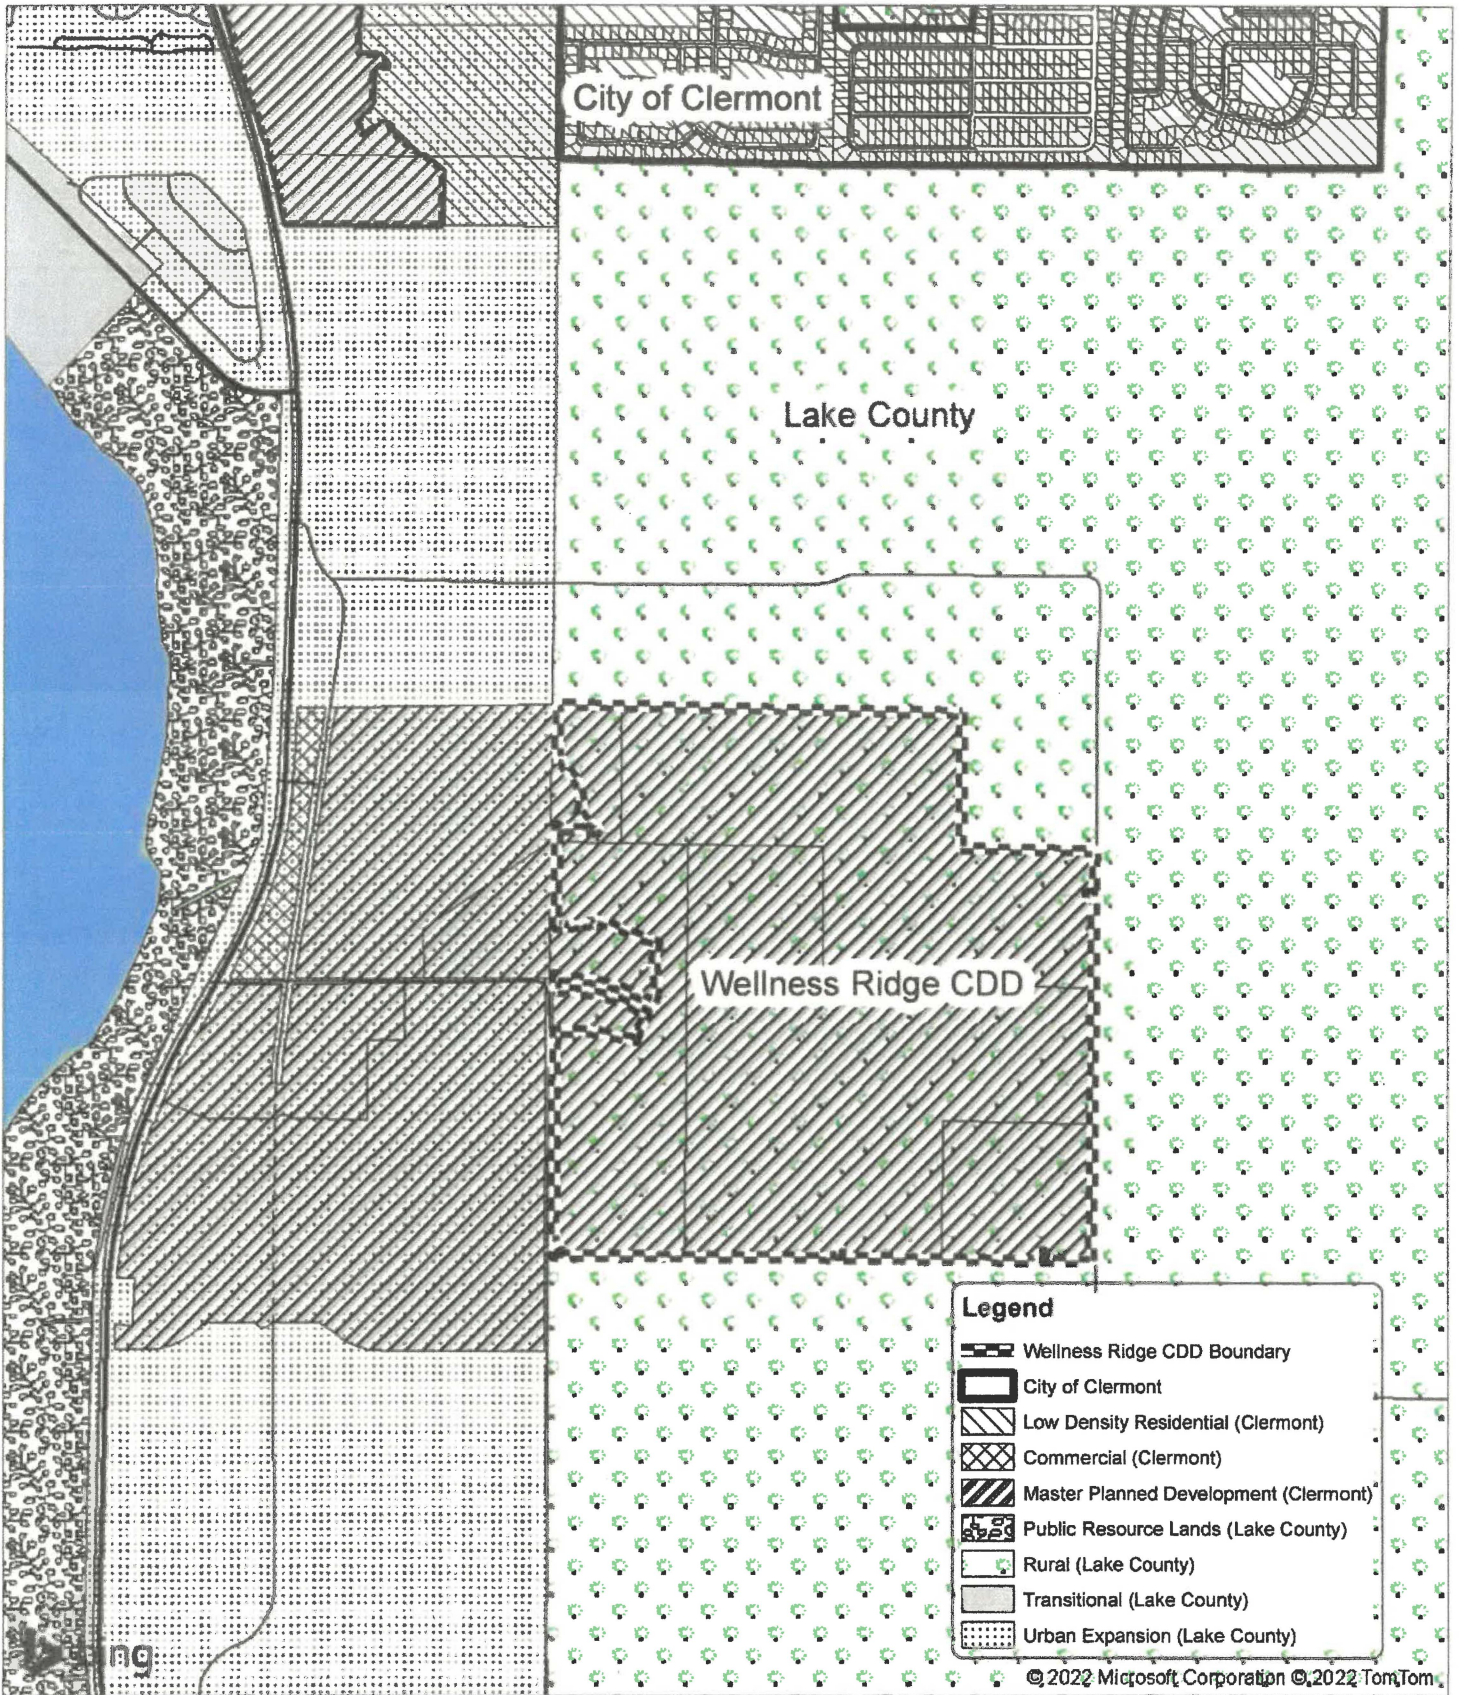 City of Clermont
Lake County
Wellness Ridge CDD
Legend
Wellness Ridge CDD Boundary
City of Clermont
Low Density Residential (Clermont)
Commercial (Clermont)
Master Planned Development (Clermont)
Public Resource Lands (Lake County)
Rural (Lake County)
Transitional (Lake County)
Urban Expansion (Lake County)
© 2022 Microsoft Corporation © 2022 TomTom